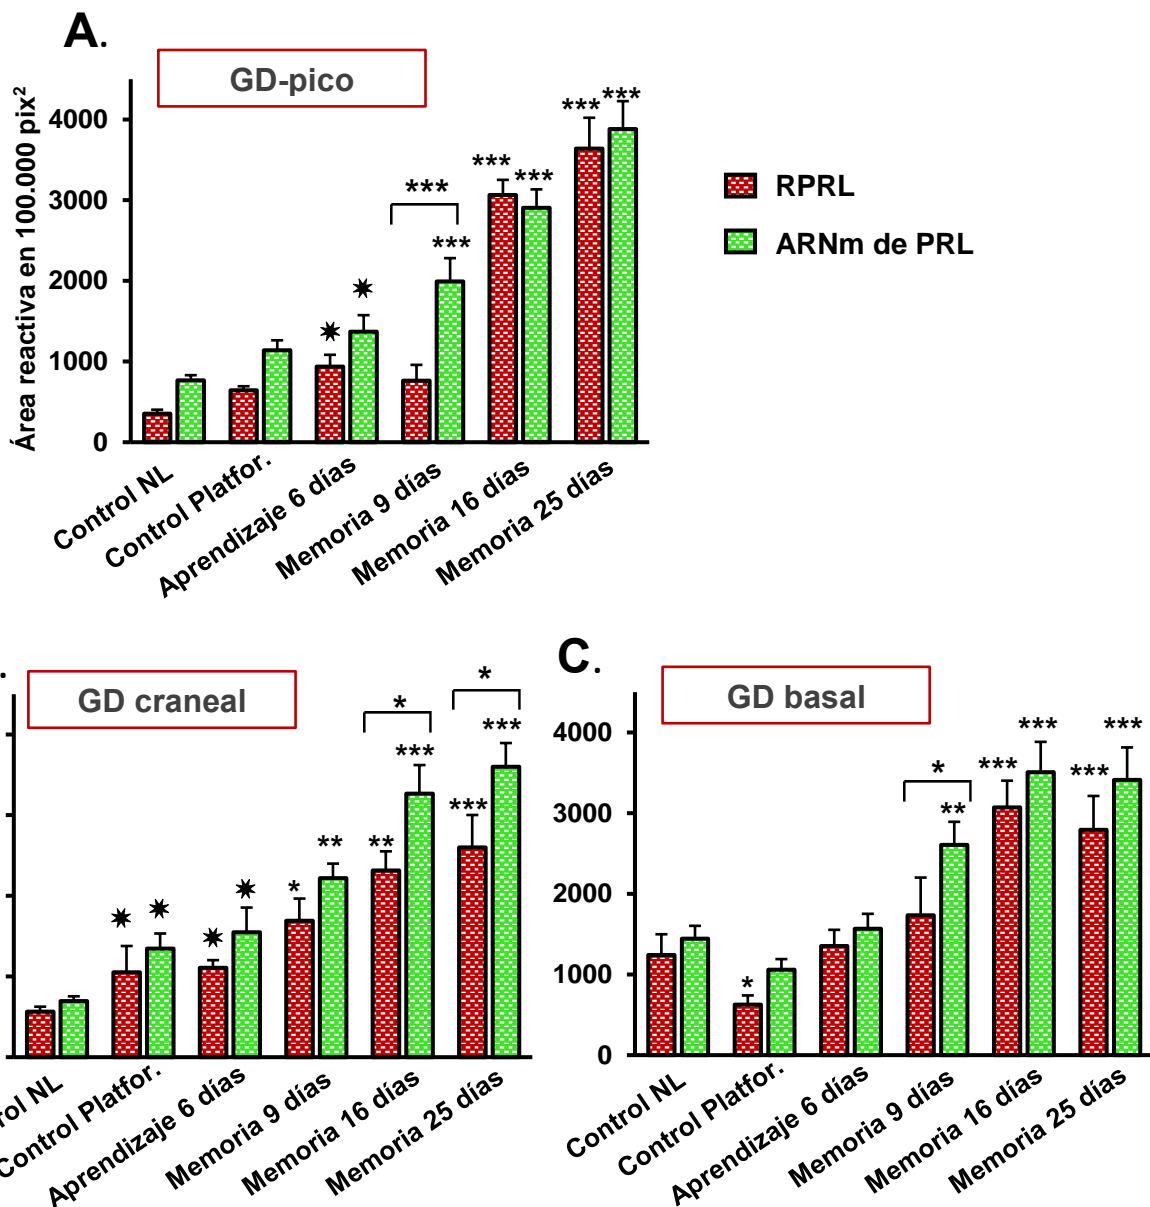 A.
GD-pico
Área reactiva en 100.000 pix²
4000
3000
2000
1000
0
***
***
***
***
***
***
*
*
RPRL
ARNm de PRL
Control NL
Control Platfor.
Aprendizaje 6 días
Memoria 9 días
Memoria 16 días
Memoria 25 días
.
GD craneal
*
*
***
***
***
**
**
*
*
*
*
*
NL
Control Platfor.
Aprendizaje 6 días
Memoria 9 días
Memoria 16 días
Memoria 25 días
C.
GD basal
4000
3000
2000
1000
0
***
***
***
***
*
**
*
Control NL
Control Platfor.
Aprendizaje 6 días
Memoria 9 días
Memoria 16 días
Memoria 25 días